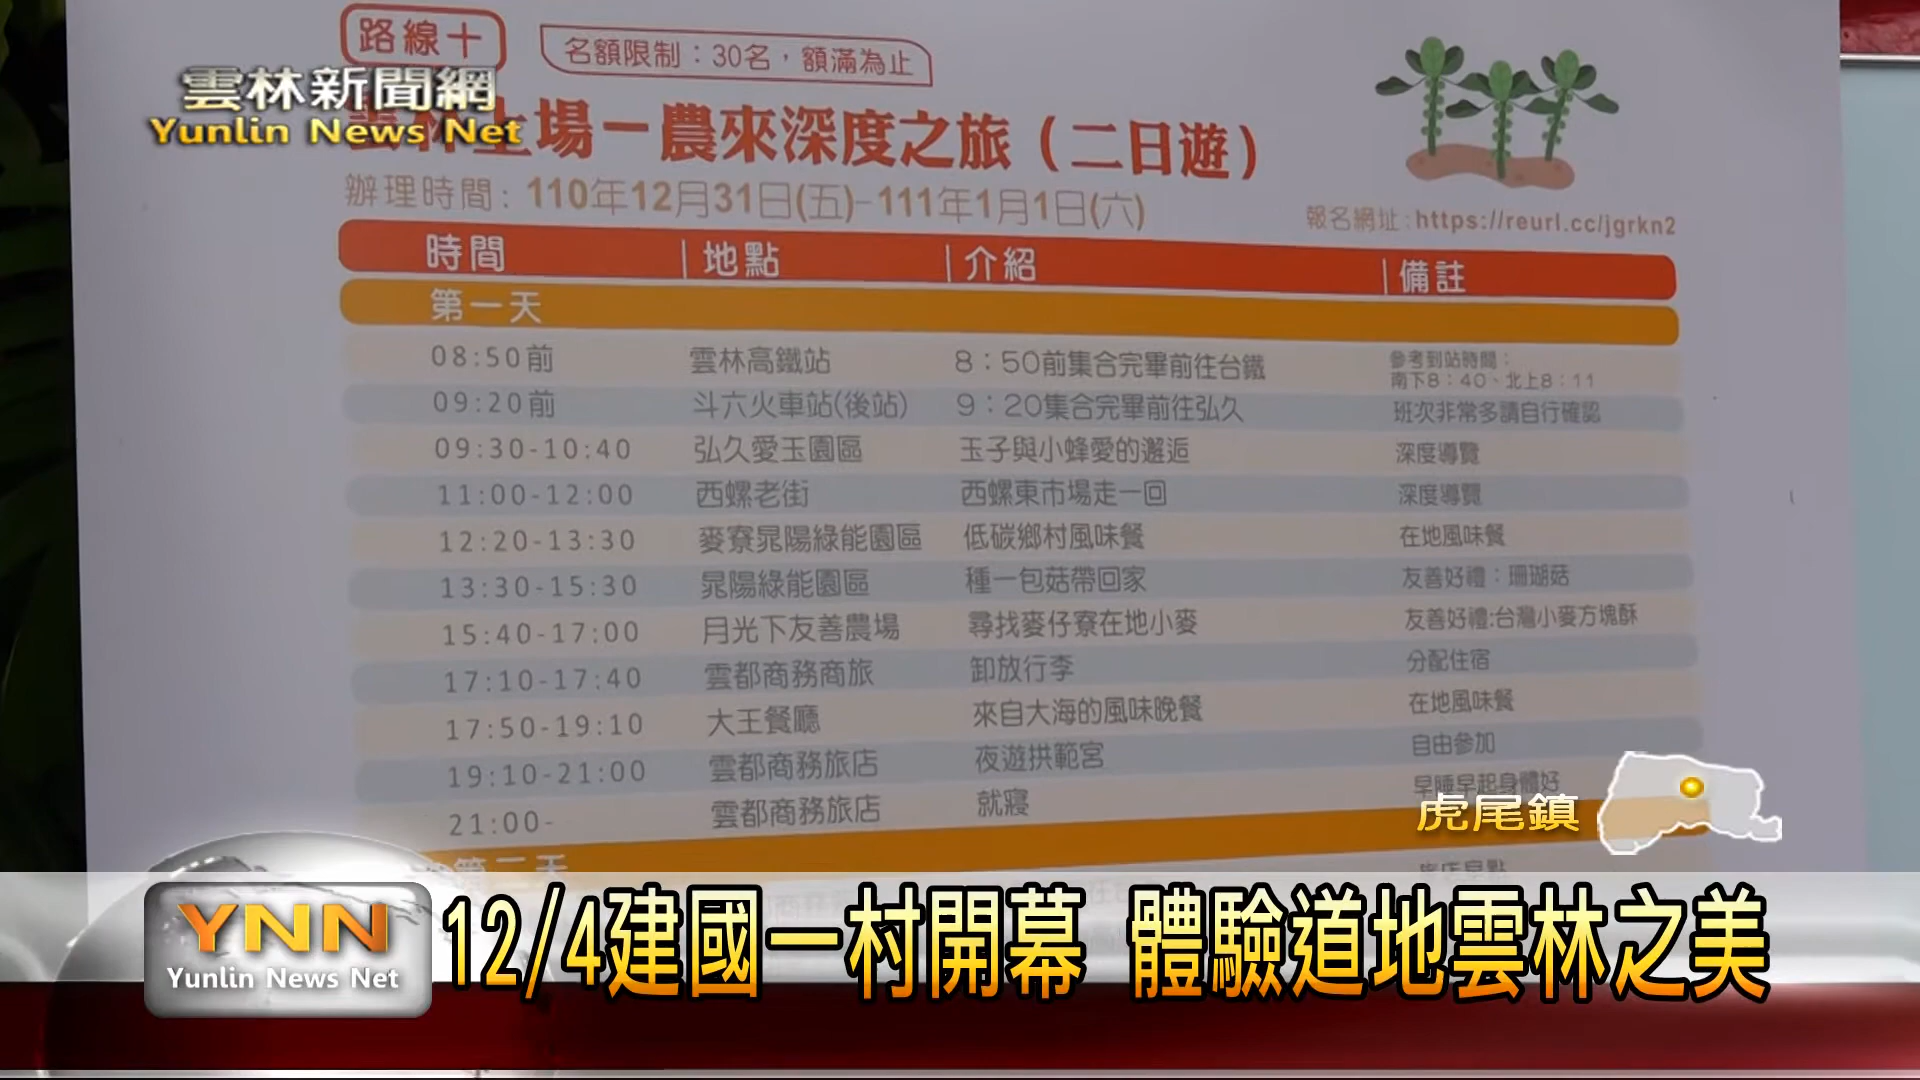 路線十
名額限制：30名，額滿為止
雲林新聞網
Yunlin News Net
場－農來深度之旅（二日遊）
辦理時間：110年12月31日(五)-111年1月1日(六)
報名網址：https://reurl.cc/jgrkn2
時間 |地點 |介紹 |備註
第一天
08:50前 雲林高鐵站 8：50前集合完畢前往台鐵 參考到站時間：
南下8：40、北上8：11
09:20前 斗六火車站(後站) 9：20集合完畢前往弘久 班次非常多請自行確認
09:30-10:40 弘久愛玉園區 玉子與小蜂愛的邂逅 深度導覽
11:00-12:00 西螺老街 西螺東市場走一回 深度導覽
12:20-13:30 麥寮晁陽綠能園區 低碳鄉村風味餐 在地風味餐
13:30-15:30 晁陽綠能園區 種一包菇帶回家 友善好禮：珊瑚菇
15:40-17:00 月光下友善農場 尋找麥仔寮在地小麥 友善好禮:台灣小麥方塊酥
17:10-17:40 雲都商務商旅 卸放行李 分配住宿
17:50-19:10 大王餐廳 來自大海的風味晚餐 在地風味餐
19:10-21:00 雲都商務旅店 夜遊拱範宮 自由參加
21:00- 雲都商務旅店 就寢 早睡早起身體好
虎尾鎮
第二天
YNN
Yunlin News Net
12/4建國一村開幕 體驗道地雲林之美